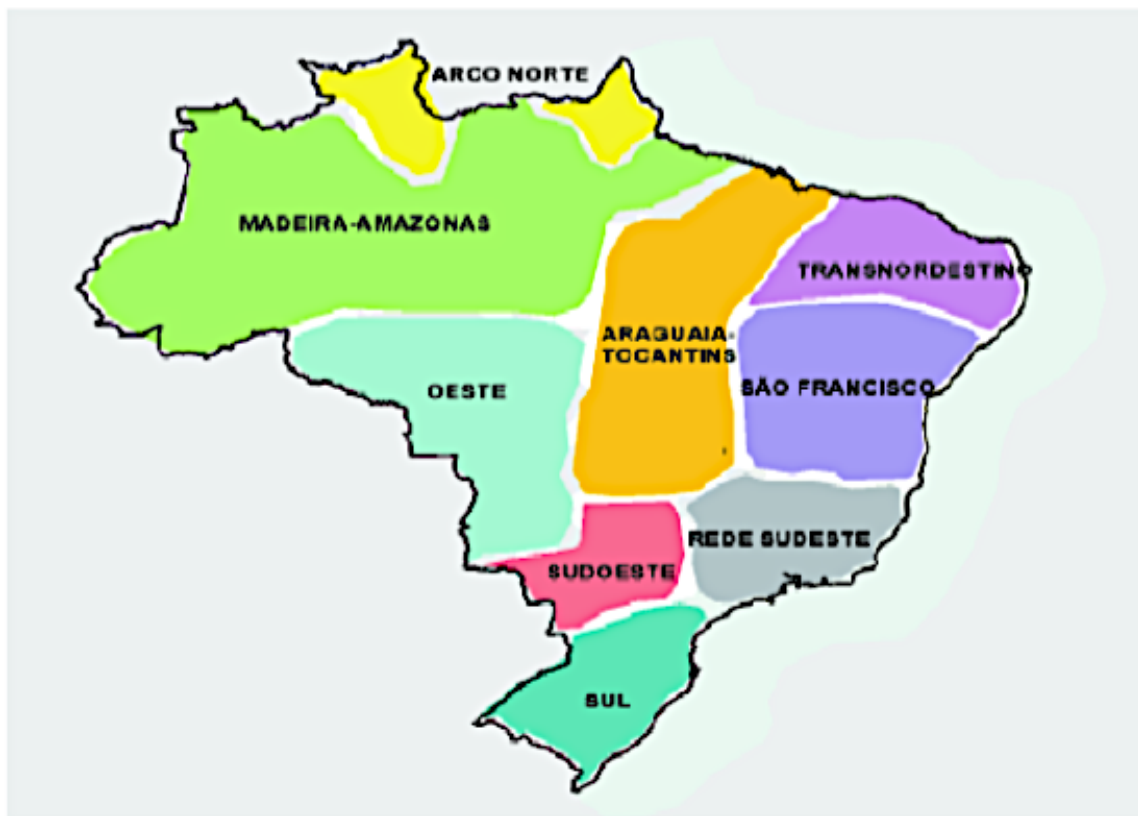 ARCO NORTE
MADEIRA-AMAZONAS
TRANSNORDESTINO
ARAGUAIA-
TOCANTINS
OESTE
SÃO FRANCISCO
REDE SUDESTE
SUDOESTE
SUL